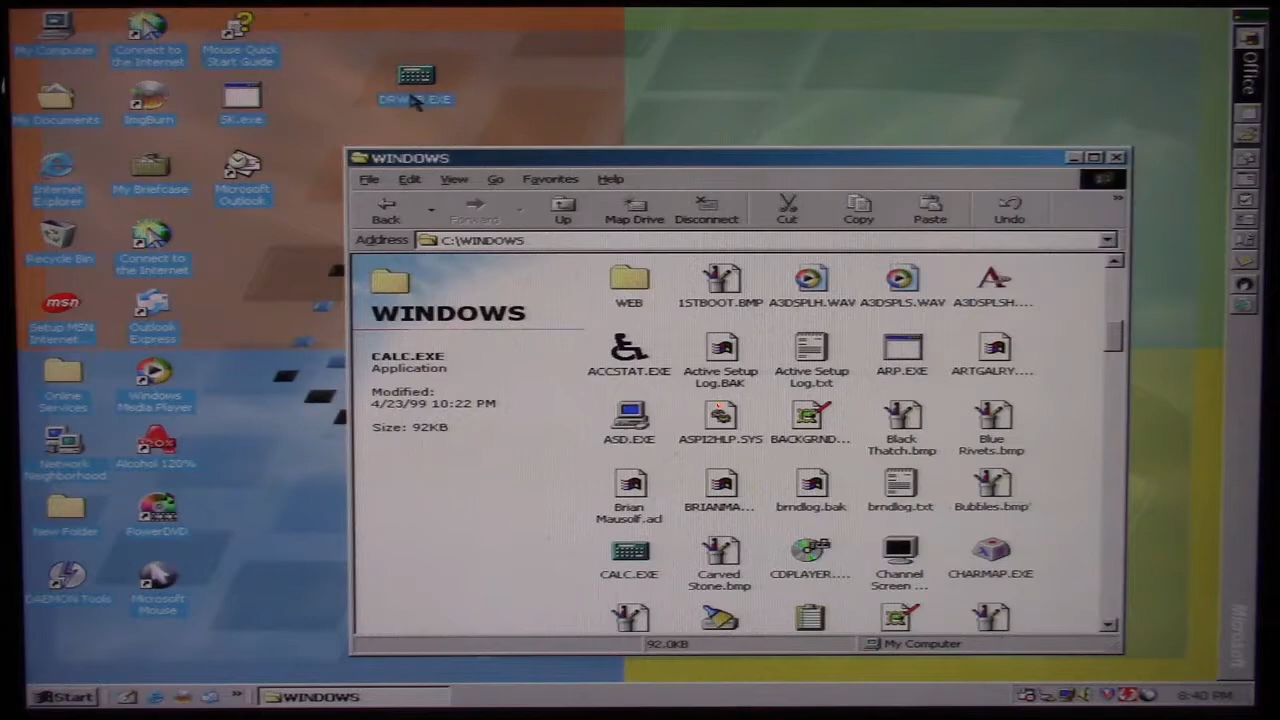 My Computer
Connect to
the Internet
Mouse Quick
Start Guide
My Documents
ImgBurn
SK.exe
Internet
Explorer
My Briefcase
Microsoft
Outlook
Recycle Bin
Connect to
the Internet
msn
Setup MSN
Internet...
Outlook
Express
Online
Services
Windows
Media Player
Network
Neighborhood
Alcohol 120%
New Folder
PowerDVD
DAEMON Tools
Microsoft
Mouse
WINDOWS
File Edit View Go Favorites Help
Back Forward Up Map Drive Disconnect Cut Copy Paste Undo
Address C:\WINDOWS
WINDOWS
CALC.EXE
Application
Modified:
4/23/99 10:22 PM
Size: 92KB
WEB
1STBOOT.BMP
A3DSPLH.WAV
A3DSPLS.WAV
A3DSPLSH....
ACCSTAT.EXE
Active Setup
Log.BAK
Active Setup
Log.txt
ARP.EXE
ARTGALRY....
ASD.EXE
ASPI2HLP.SYS
BACKGRND...
Black
Thatch.bmp
Blue
Rivets.bmp
Brian
Mausolf.acl
BRIANMA...
brndlog.bak
brndlog.txt
Bubbles.bmp
CALC.EXE
Carved
Stone.bmp
CDPLAYER....
Channel
Screen ...
CHARMAP.EXE
92.0KB
My Computer
Office
Microsoft
Start
WINDOWS
6:40 PM